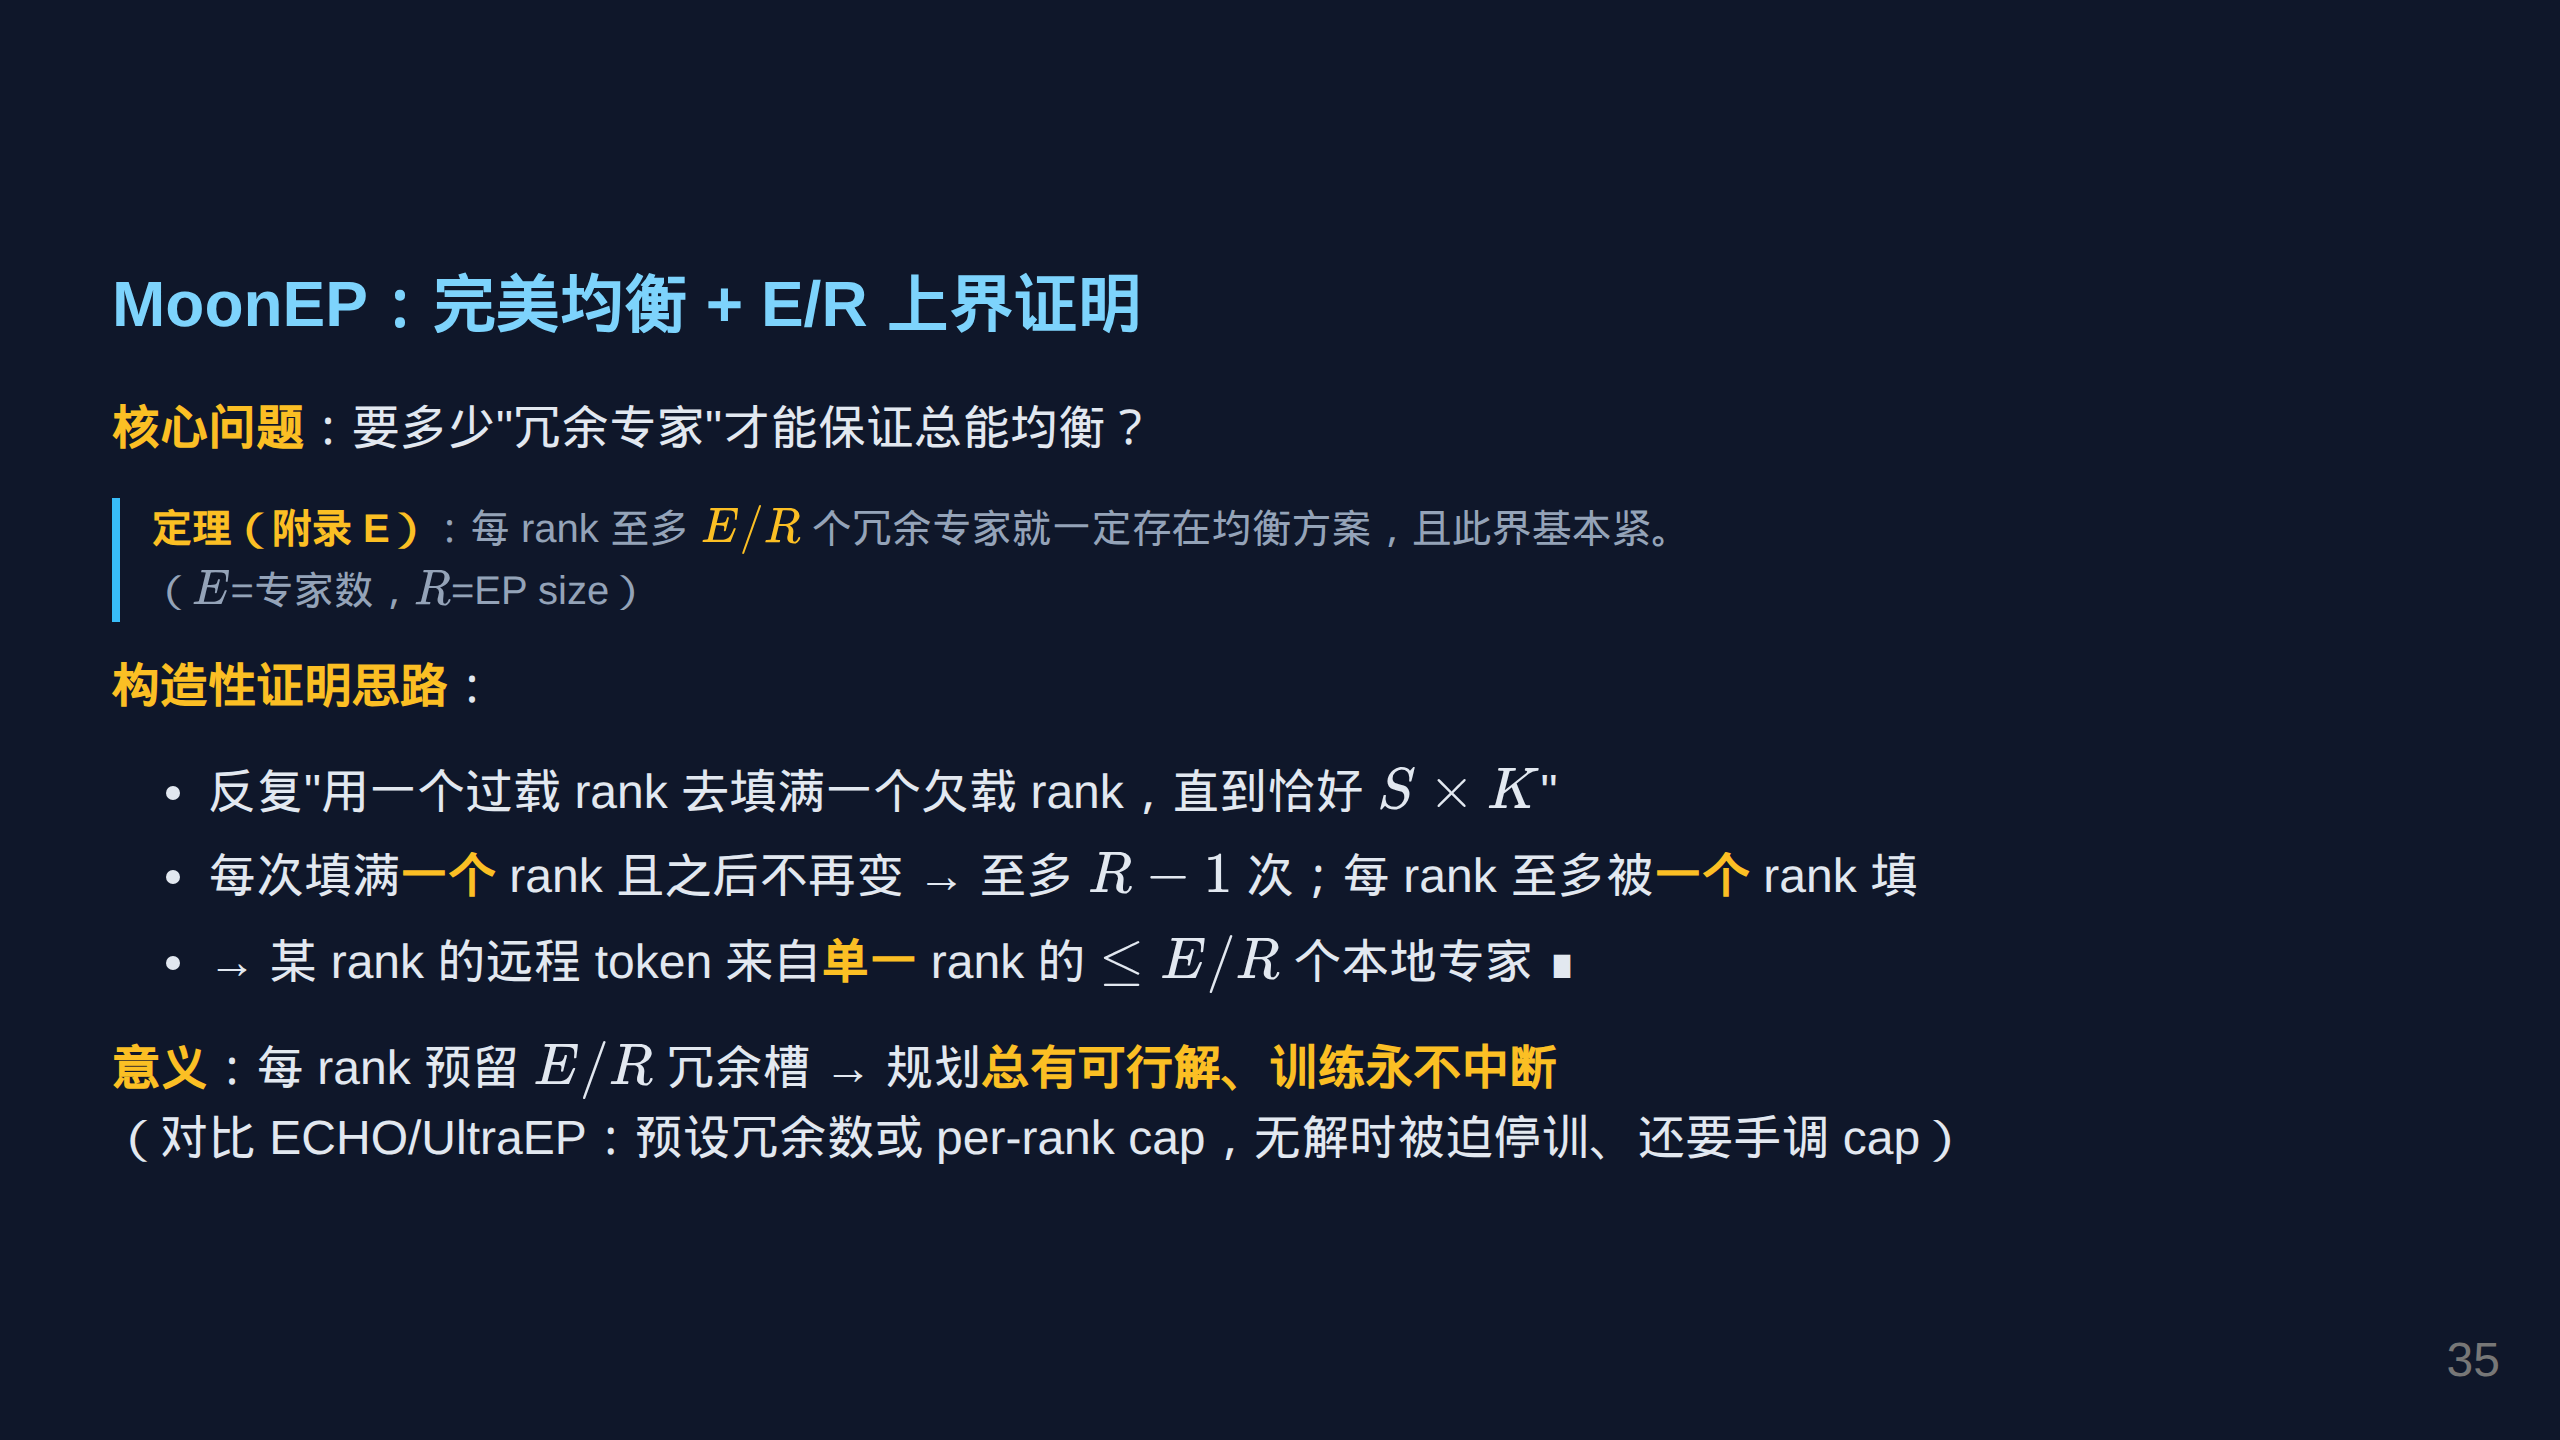 MoonEP：完美均衡 + E/R 上界证明
核心问题：要多少"冗余专家"才能保证总能均衡？
定理（附录 E）：每 rank 至多 E/R 个冗余专家就一定存在均衡方案，且此界基本紧。
（E=专家数，R=EP size）
构造性证明思路：
• 反复"用一个过载 rank 去填满一个欠载 rank，直到恰好 S × K"
• 每次填满一个 rank 且之后不再变 → 至多 R − 1 次；每 rank 至多被一个 rank 填
• → 某 rank 的远程 token 来自单一 rank 的 ≤ E/R 个本地专家 ∎
意义：每 rank 预留 E/R 冗余槽 → 规划总有可行解、训练永不中断
（对比 ECHO/UltraEP：预设冗余数或 per-rank cap，无解时被迫停训、还要手调 cap）
35